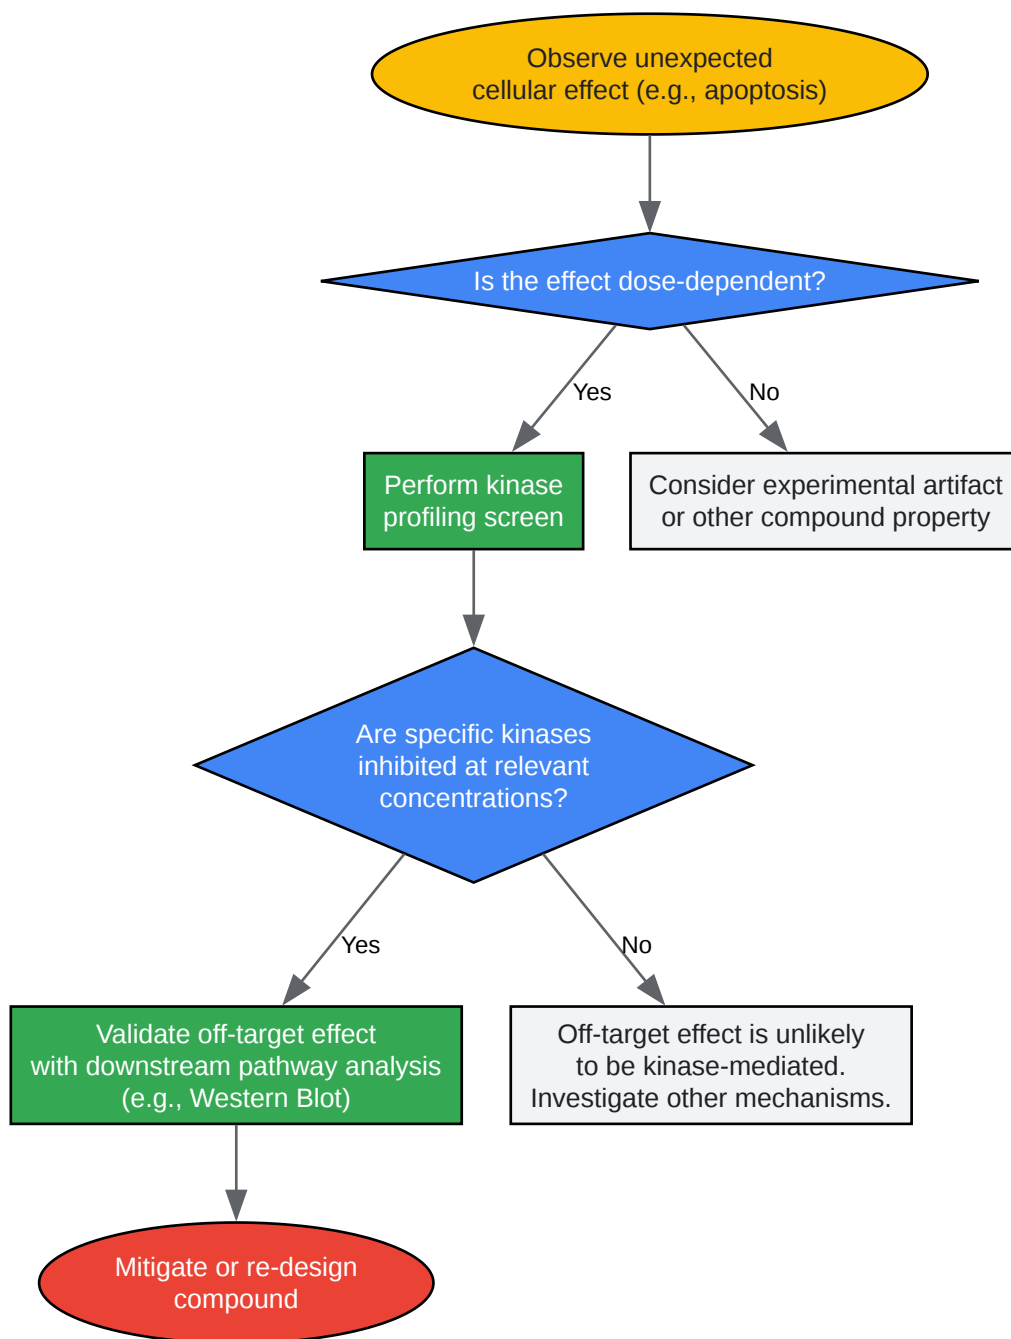 Observe unexpected
cellular effect (e.g., apoptosis)
Is the effect dose-dependent?
Yes
No
Perform kinase
profiling screen
Consider experimental artifact
or other compound property
Are specific kinases
inhibited at relevant
concentrations?
Yes
No
Validate off-target effect
with downstream pathway analysis
(e.g., Western Blot)
Off-target effect is unlikely
to be kinase-mediated.
Investigate other mechanisms.
Mitigate or re-design
compound